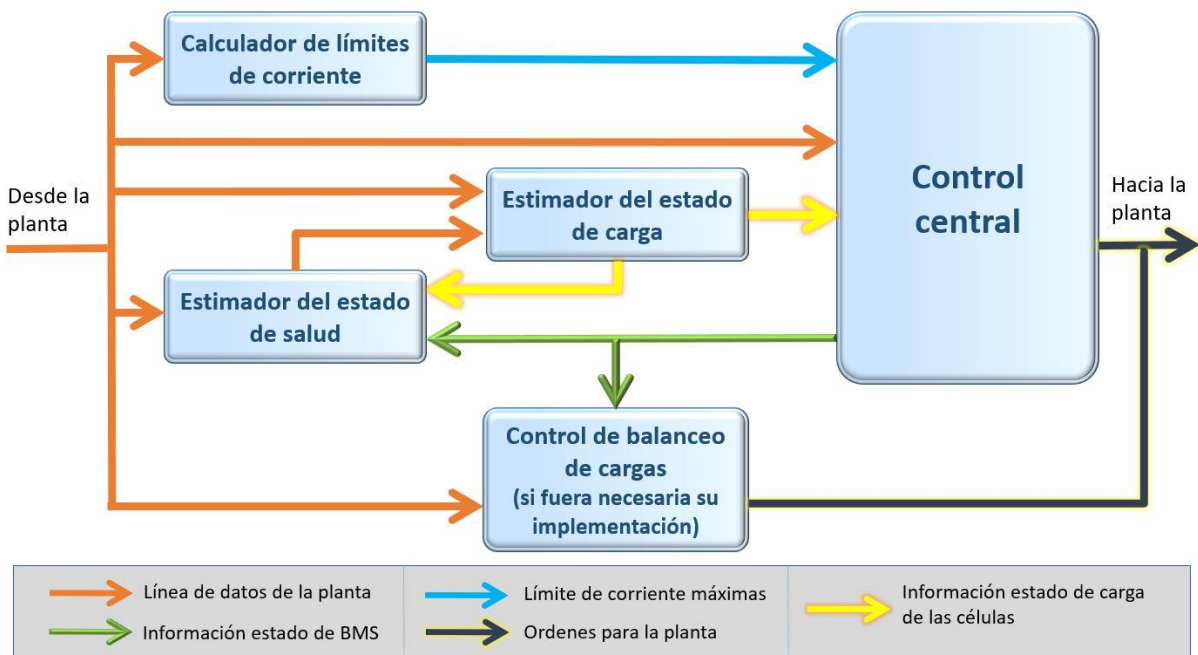 Calculador de límites
de corriente
Control
central
Desde la
planta
Hacia la
planta
Estimador del estado
de carga
Estimador del estado
de salud
Control de balanceo
de cargas
(si fuera necesaria su
implementación)
Línea de datos de la planta
Límite de corriente máximas
Información estado de carga
de las células
Información estado de BMS
Ordenes para la planta